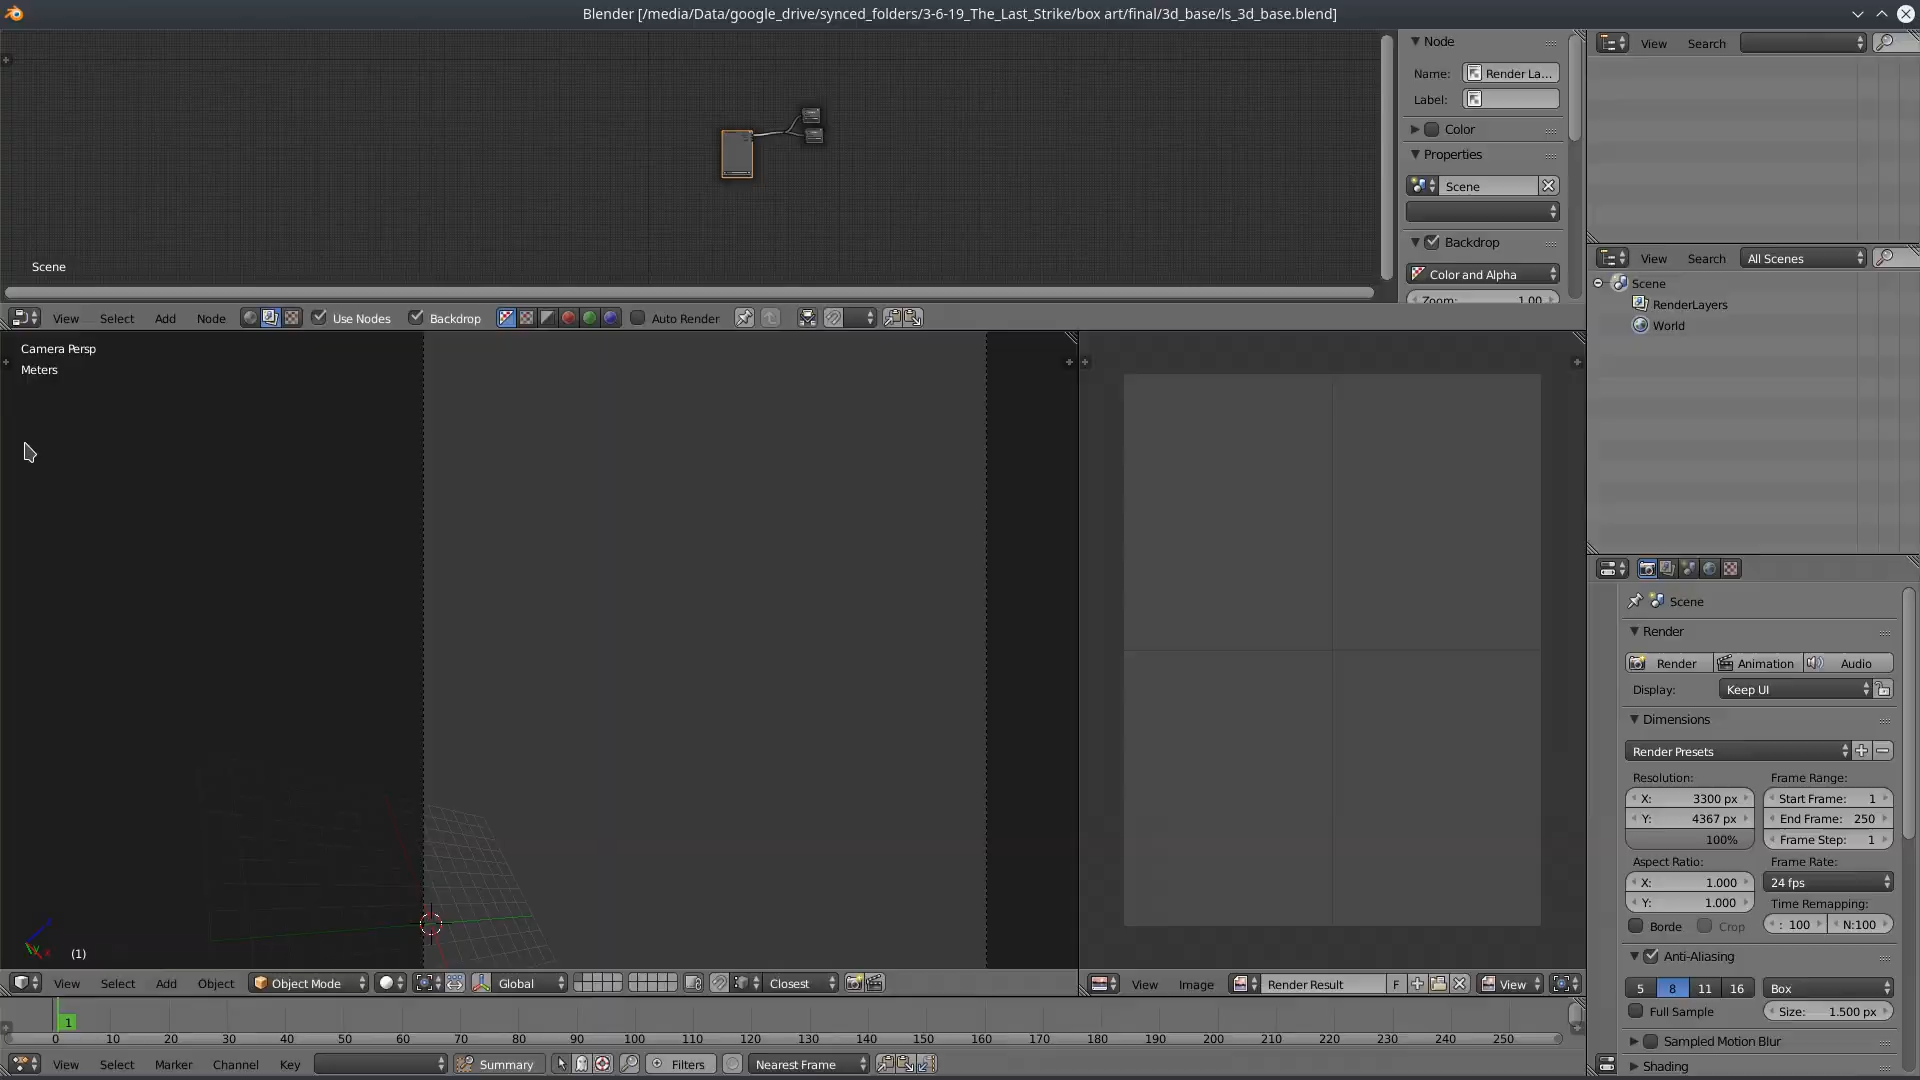 Blender [/media/Data/google_drive/synced_folders/3-6-19_The_Last_Strike/box art/final/3d_base/ls_3d_base.blend]
Node
Name: Render La...
Label:
Color
Properties
Scene
Backdrop
Color and Alpha
Zoom: 1.00
Scene
View Select Add Node Use Nodes Backdrop Auto Render
View Search
View Search All Scenes
Scene
RenderLayers
World
Camera Persp
Meters
(1)
View Select Add Object Object Mode Global Closest
View Image Render Result F View
Scene
Render
Render Animation Audio
Display: Keep UI
Dimensions
Render Presets
Resolution: Frame Range:
X: 3300 px Start Frame: 1
Y: 4367 px End Frame: 250
100% Frame Step: 1
Aspect Ratio: Frame Rate:
X: 1.000 24 fps
Y: 1.000 Time Remapping:
Borde Crop : 100 N:100
Anti-Aliasing
5 8 11 16 Box
Full Sample Size: 1.500 px
Sampled Motion Blur
Shading
1
0 10 20 30 40 50 60 70 80 90 100 110 120 130 140 150 160 170 180 190 200 210 220 230 240 250
View Select Marker Channel Key Summary Filters Nearest Frame